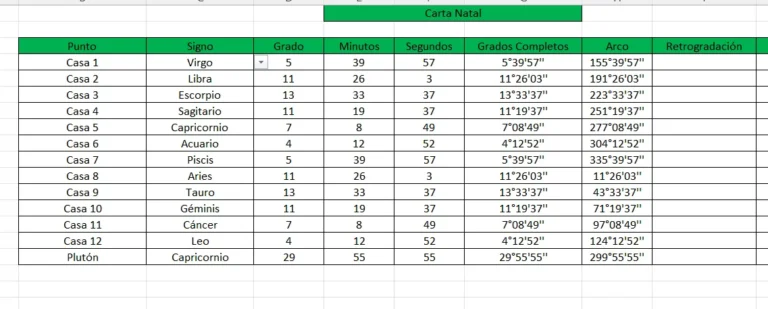 Carta Natal
Punto Signo Grado Minutos Segundos Grados Completos Arco Retrogradación
Casa 1 Virgo 5 39 57 5°39'57'' 155°39'57''
Casa 2 Libra 11 26 3 11°26'03'' 191°26'03''
Casa 3 Escorpio 13 33 37 13°33'37'' 223°33'37''
Casa 4 Sagitario 11 19 37 11°19'37'' 251°19'37''
Casa 5 Capricornio 7 8 49 7°08'49'' 277°08'49''
Casa 6 Acuario 4 12 52 4°12'52'' 304°12'52''
Casa 7 Piscis 5 39 57 5°39'57'' 335°39'57''
Casa 8 Aries 11 26 3 11°26'03'' 11°26'03''
Casa 9 Tauro 13 33 37 13°33'37'' 43°33'37''
Casa 10 Géminis 11 19 37 11°19'37'' 71°19'37''
Casa 11 Cáncer 7 8 49 7°08'49'' 97°08'49''
Casa 12 Leo 4 12 52 4°12'52'' 124°12'52''
Plutón Capricornio 29 55 55 29°55'55'' 299°55'55''